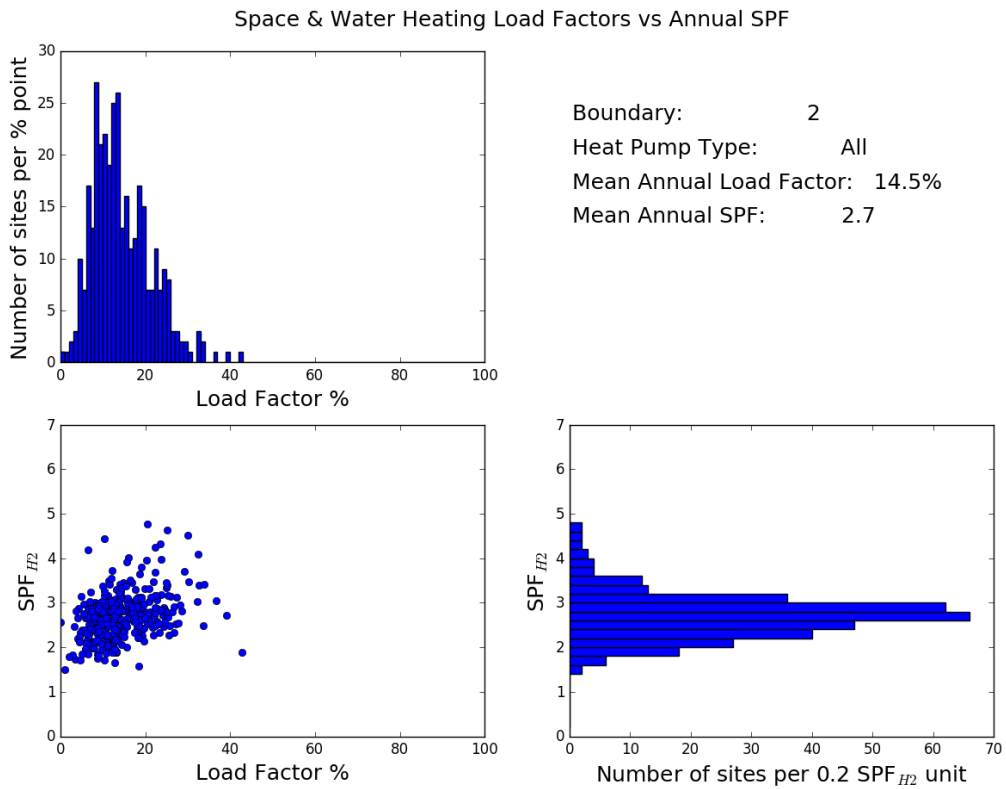 Space & Water Heating Load Factors vs Annual SPF
30
25
20
15
10
5
0
Number of sites per % point
0 20 40 60 80 100
Load Factor %
Boundary: 2
Heat Pump Type: All
Mean Annual Load Factor: 14.5%
Mean Annual SPF: 2.7
7
6
5
4
3
2
1
0
SPF_H2
0 20 40 60 80 100
Load Factor %
7
6
5
4
3
2
1
0
SPF_H2
0 10 20 30 40 50 60 70
Number of sites per 0.2 SPF_H2 unit